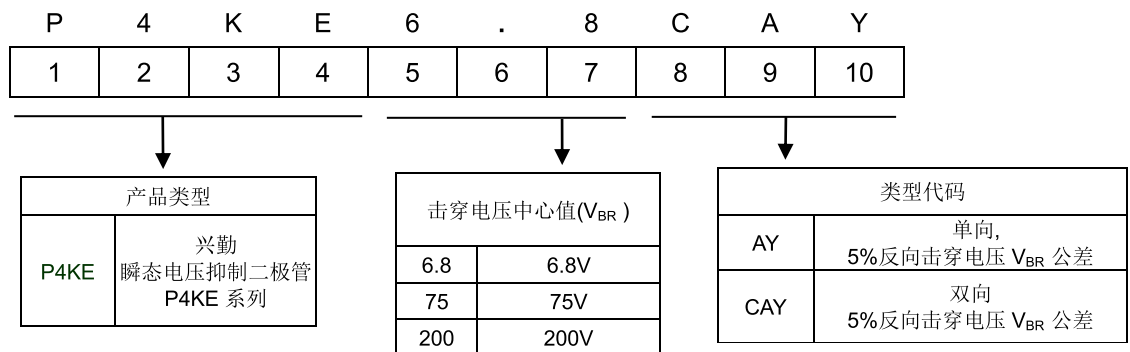 P 4 K E 6 . 8 C A Y
1 2 3 4 5 6 7 8 9 10
产品类型
P4KE
兴勤
瞬态电压抑制二极管
P4KE 系列
击穿电压中心值(VBR )
6.8 6.8V
75 75V
200 200V
类型代码
AY
单向,
5%反向击穿电压 VBR 公差
CAY
双向
5%反向击穿电压 VBR 公差